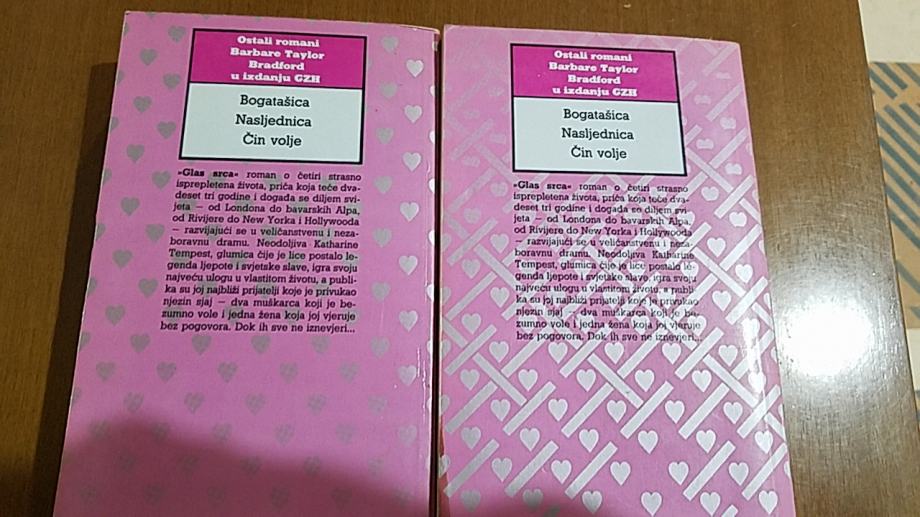 Ostali romani
Barbare Taylor
Bradford
u izdanju GZH
Bogatašica
Nasljednica
Čin volje
»Glas srca« roman o četiri strasno
isprepletena života, priča koja teče dva-
deset tri godine i događa se diljem svi-
jeta — od Londona do bavarskih Alpa,
od Rivijere do New Yorka i Hollywooda
— razvijajući se u veličanstvenu i neza-
boravnu dramu. Neodoljiva Katharine
Tempest, glumica čije je lice postalo le-
genda ljepote i svjetske slave, igra svoju
najveću ulogu u vlastitom životu, a publi-
ka su joj najbliži prijatelji koje je privukao
njezin sjaj — dva muškarca koji je be-
zumno vole i jedna žena koja joj vjeruje
bez pogovora. Dok ih sve ne iznevjeri...
Ostali romani
Barbare Taylor
Bradford
u izdanju GZH
Bogatašica
Nasljednica
Čin volje
»Glas srca« roman o četiri strasno
isprepletena života, priča koja teče dva-
deset tri godine i događa se diljem svi-
jeta — od Londona do bavarskih Alpa,
od Rivijere do New Yorka i Hollywooda
— razvijajući se u veličanstvenu i neza-
boravnu dramu. Neodoljiva Katharine
Tempest, glumica čije je lice postalo le-
genda ljepote i svjetske slave, igra svoju
najveću ulogu u vlastitom životu, a publi-
ka su joj najbliži prijatelji koje je privukao
njezin sjaj — dva muškarca koji je be-
zumno vole i jedna žena koja joj vjeruje
bez pogovora. Dok ih sve ne iznevjeri...